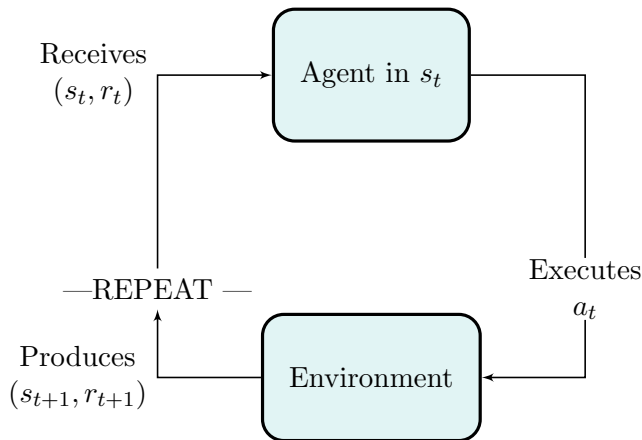 Receives
(s_t, r_t)
Agent in s_t
—REPEAT —
Executes
a_t
Produces
(s_{t+1}, r_{t+1})
Environment